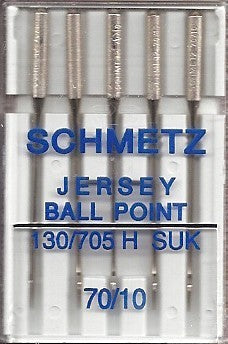 SCHMETZ
JERSEY
BALL POINT
130/705 H SUK
70/10